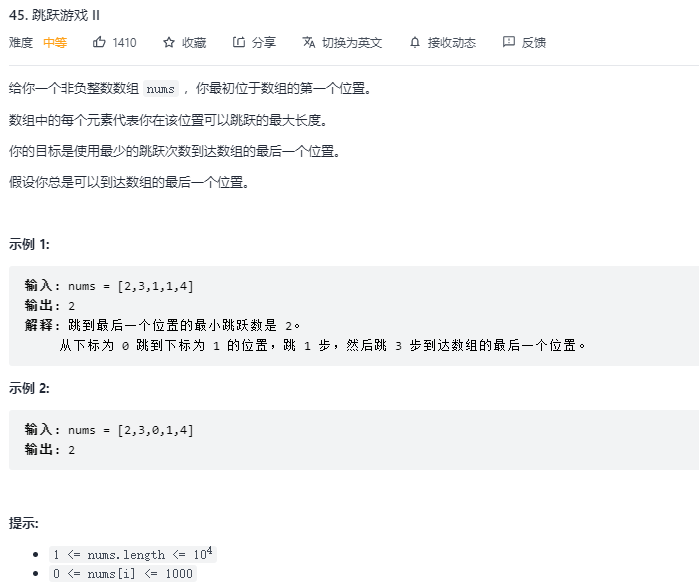 45. 跳跃游戏 II
难度 中等 1410 收藏 分享 切换为英文 接收动态 反馈
给你一个非负整数数组 nums ，你最初位于数组的第一个位置。
数组中的每个元素代表你在该位置可以跳跃的最大长度。
你的目标是使用最少的跳跃次数到达数组的最后一个位置。
假设你总是可以到达数组的最后一个位置。
示例 1:
输入: nums = [2,3,1,1,4]
输出: 2
解释: 跳到最后一个位置的最小跳跃数是 2。
从下标为 0 跳到下标为 1 的位置，跳 1 步，然后跳 3 步到达数组的最后一个位置。
示例 2:
输入: nums = [2,3,0,1,4]
输出: 2
提示:
1 <= nums.length <= 10⁴
0 <= nums[i] <= 1000